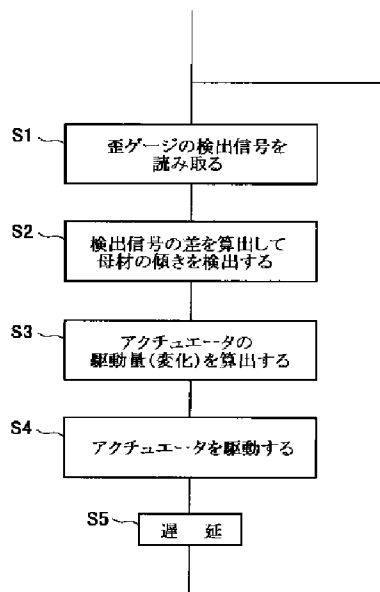 S1
歪ゲージの検出信号を
読み取る
S2
検出信号の差を算出して
母材の傾きを検出する
S3
アクチュエータの
駆動量(変化)を算出する
S4
アクチュエータを駆動する
S5
遅 延